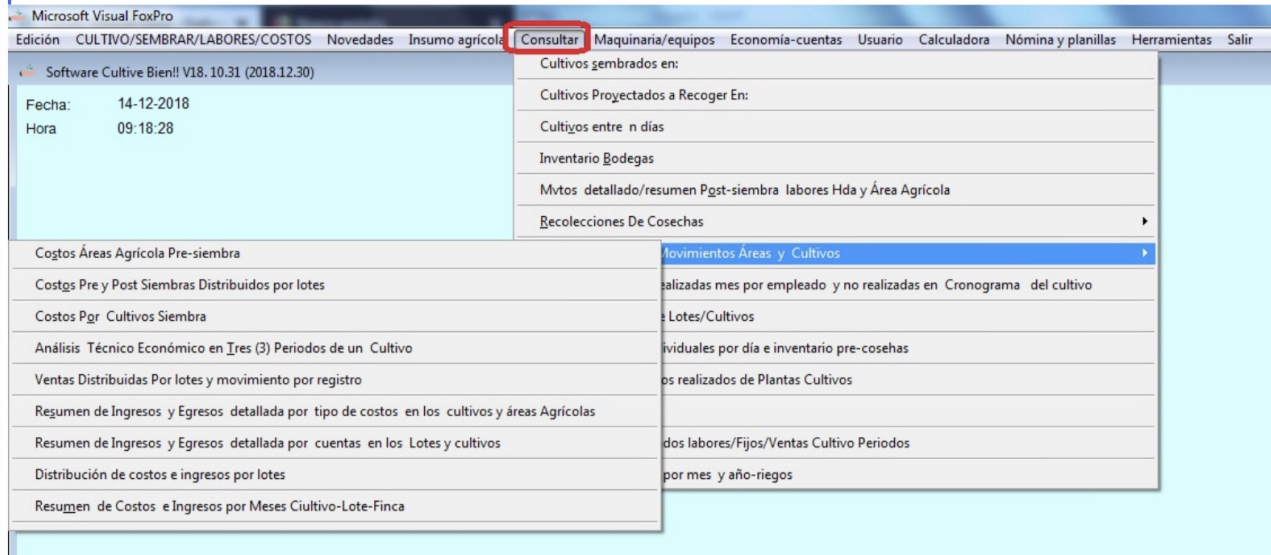 Microsoft Visual FoxPro
Edición CULTIVO/SEMBRAR/LABORES/COSTOS Novedades Insumo agrícola Consultar Maquinaria/equipos Economía-cuentas Usuario Calculadora Nómina y planillas Herramientas Salir
Software Cultive Bien!! V18. 10.31 (2018.12.30)
Fecha: 14-12-2018
Hora 09:18:28
Cultivos sembrados en:
Cultivos Proyectados a Recoger En:
Cultivos entre n días
Inventario Bodegas
Mvtos detallado/resumen Post-siembra labores Hda y Área Agrícola
Recolecciones De Cosechas
Movimientos Áreas y Cultivos
ealizadas mes por empleado y no realizadas en Cronograma del cultivo
e Lotes/Cultivos
ividuales por día e inventario pre-cosehas
os realizados de Plantas Cultivos
dos labores/Fijos/Ventas Cultivo Periodos
por mes y año-riegos
Costos Áreas Agrícola Pre-siembra
Costos Pre y Post Siembras Distribuidos por lotes
Costos Por Cultivos Siembra
Análisis Técnico Económico en Tres (3) Periodos de un Cultivo
Ventas Distribuidas Por lotes y movimiento por registro
Resumen de Ingresos y Egresos detallada por tipo de costos en los cultivos y áreas Agrícolas
Resumen de Ingresos y Egresos detallada por cuentas en los Lotes y cultivos
Distribución de costos e ingresos por lotes
Resumen de Costos e Ingresos por Meses Ciultivo-Lote-Finca